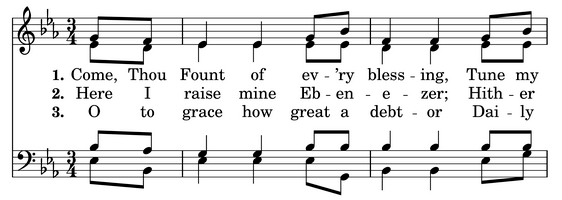 1. Come, Thou Fount of ev - 'ry bless - ing, Tune my
2. Here I raise mine Eb - en - e - zer; Hith - er
3. O to grace how great a debt - or Dai - ly